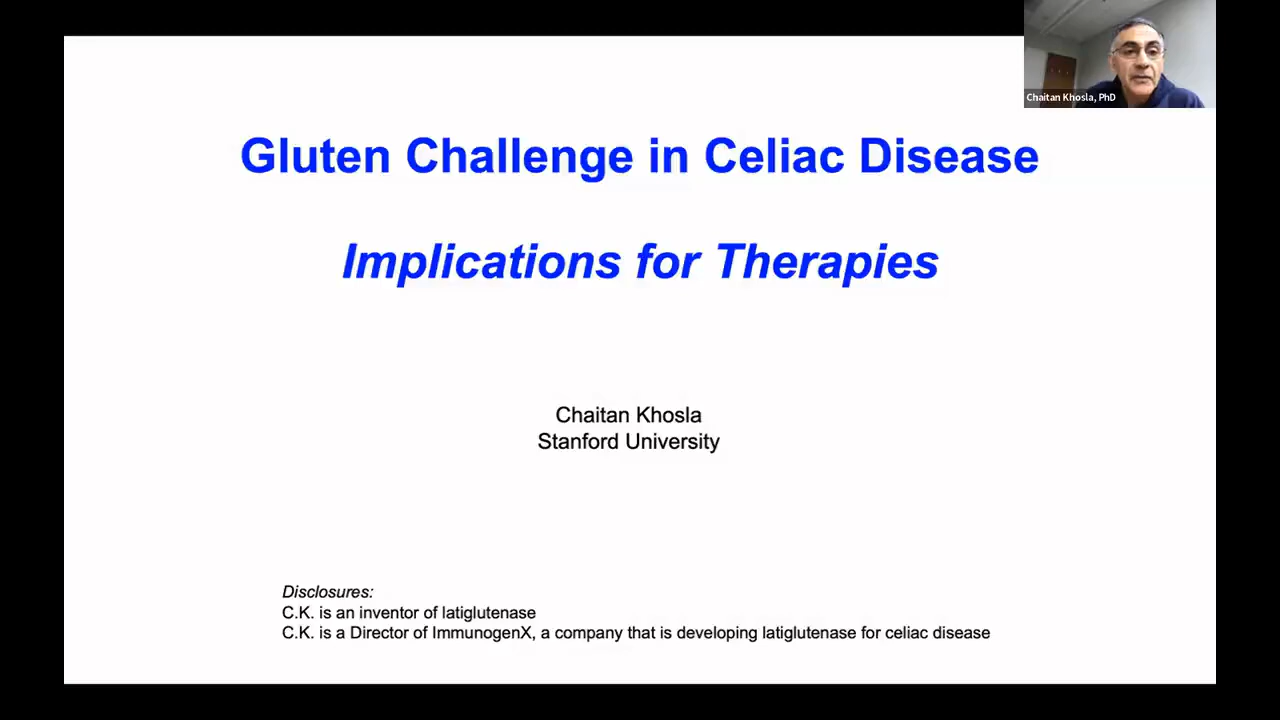 Chaitan Khosla, PhD
Gluten Challenge in Celiac Disease
Implications for Therapies
Chaitan Khosla
Stanford University
Disclosures:
C.K. is an inventor of latiglutenase
C.K. is a Director of ImmunogenX, a company that is developing latiglutenase for celiac disease